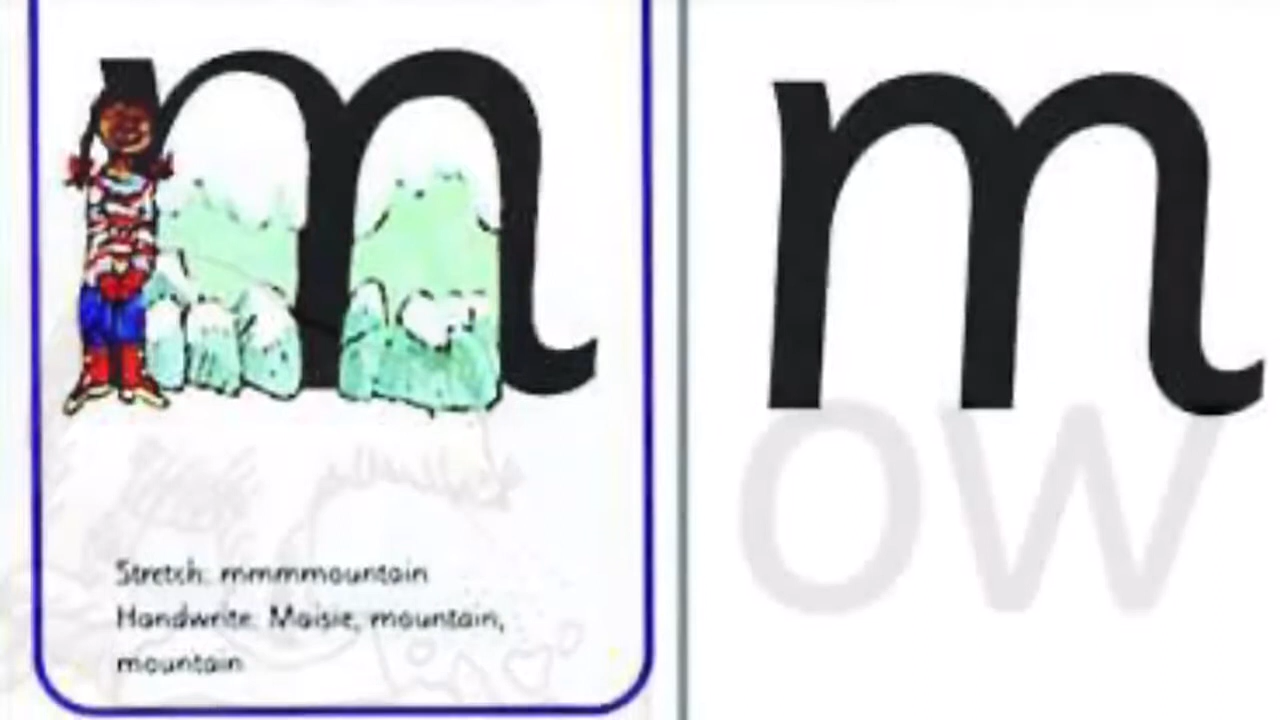 m
Stretch: mmmmountain
Handwrite: Maisie, mountain,
mountain
m
ow